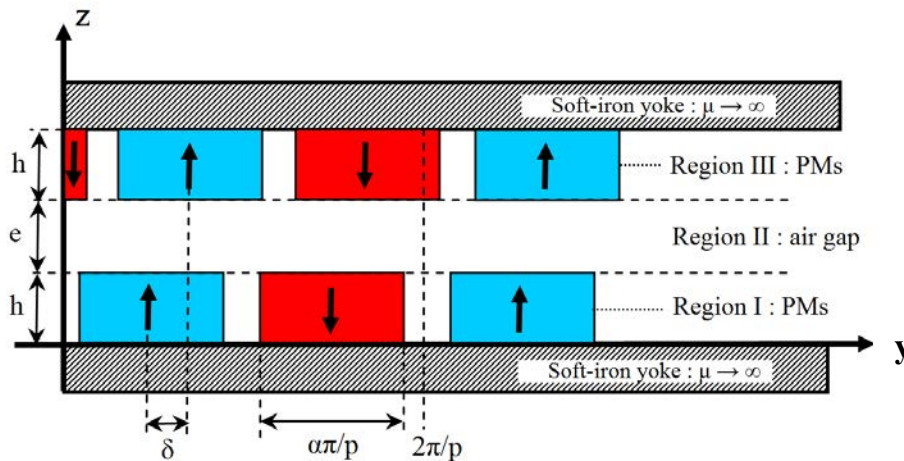 z
Soft-iron yoke : μ → ∞
h
Region III : PMs
e
Region II : air gap
h
Region I : PMs
y
Soft-iron yoke : μ → ∞
δ
απ/p
2π/p